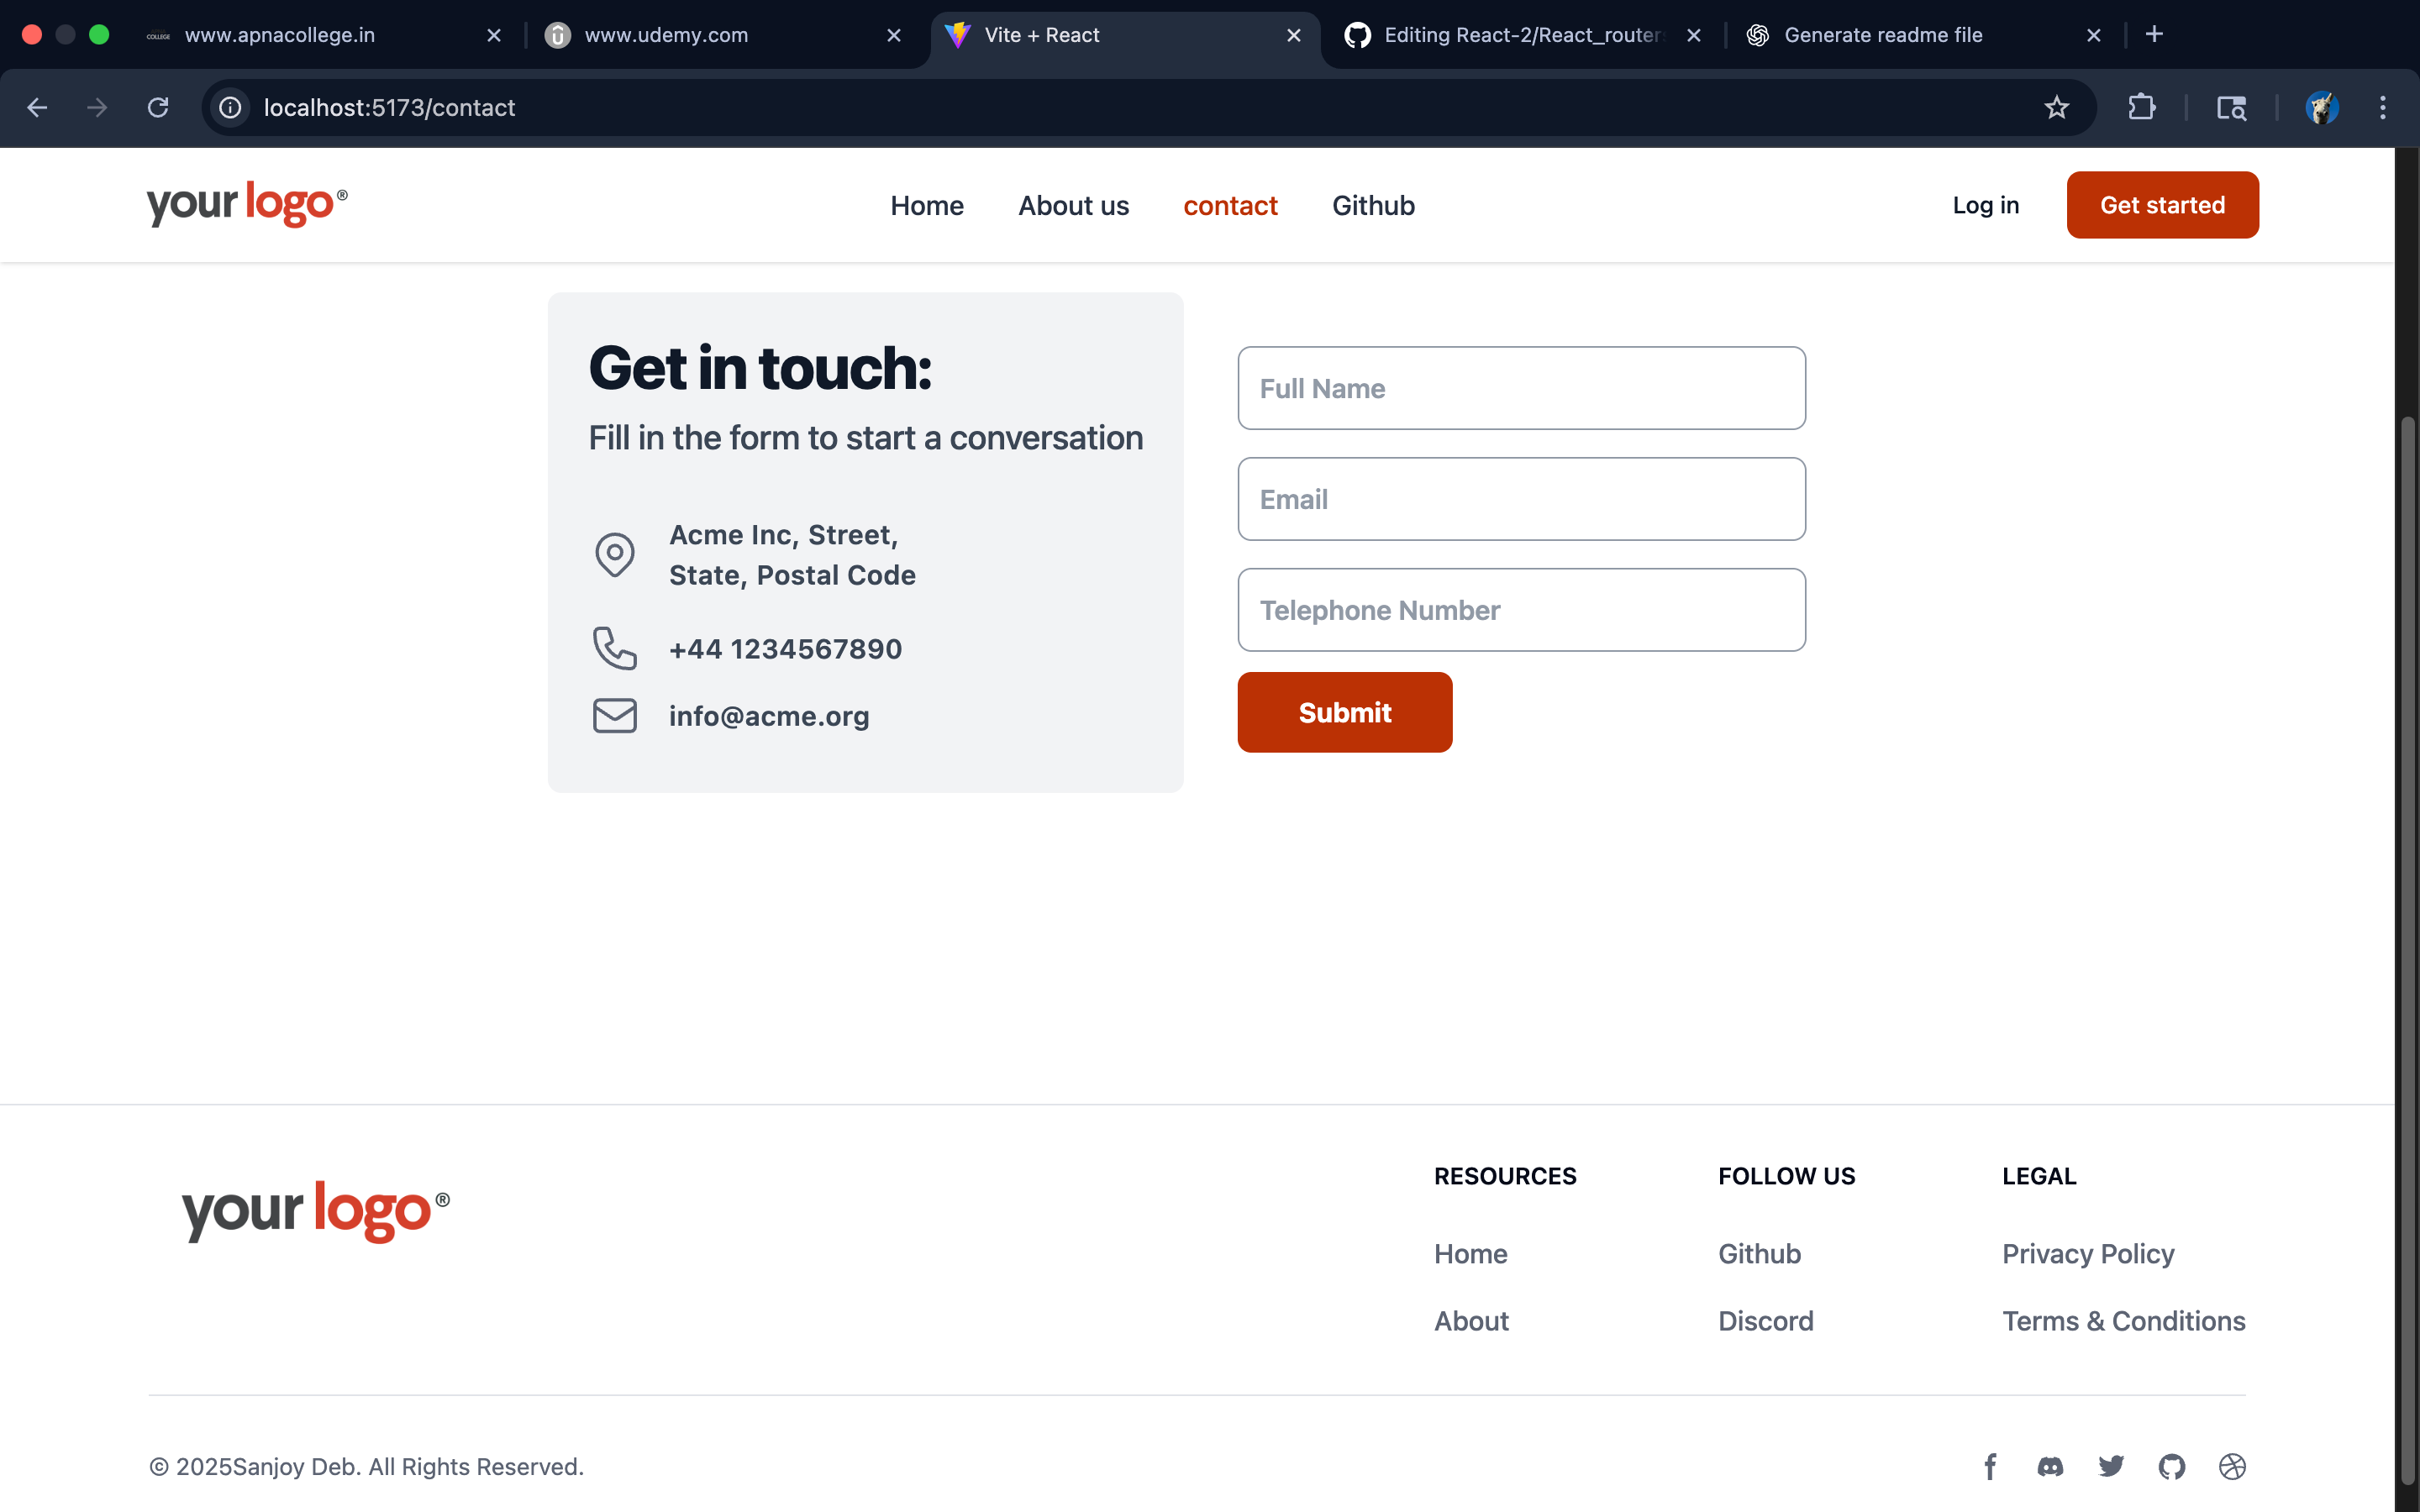 www.apnacollege.in
www.udemy.com
Vite + React
Editing React-2/React_router
Generate readme file
localhost:5173/contact
your logo®
Home
About us
contact
Github
Log in
Get started
Get in touch:
Fill in the form to start a conversation
Acme Inc, Street,
State, Postal Code
+44 1234567890
info@acme.org
Full Name
Email
Telephone Number
Submit
your logo®
RESOURCES
Home
About
FOLLOW US
Github
Discord
LEGAL
Privacy Policy
Terms & Conditions
© 2025Sanjoy Deb. All Rights Reserved.